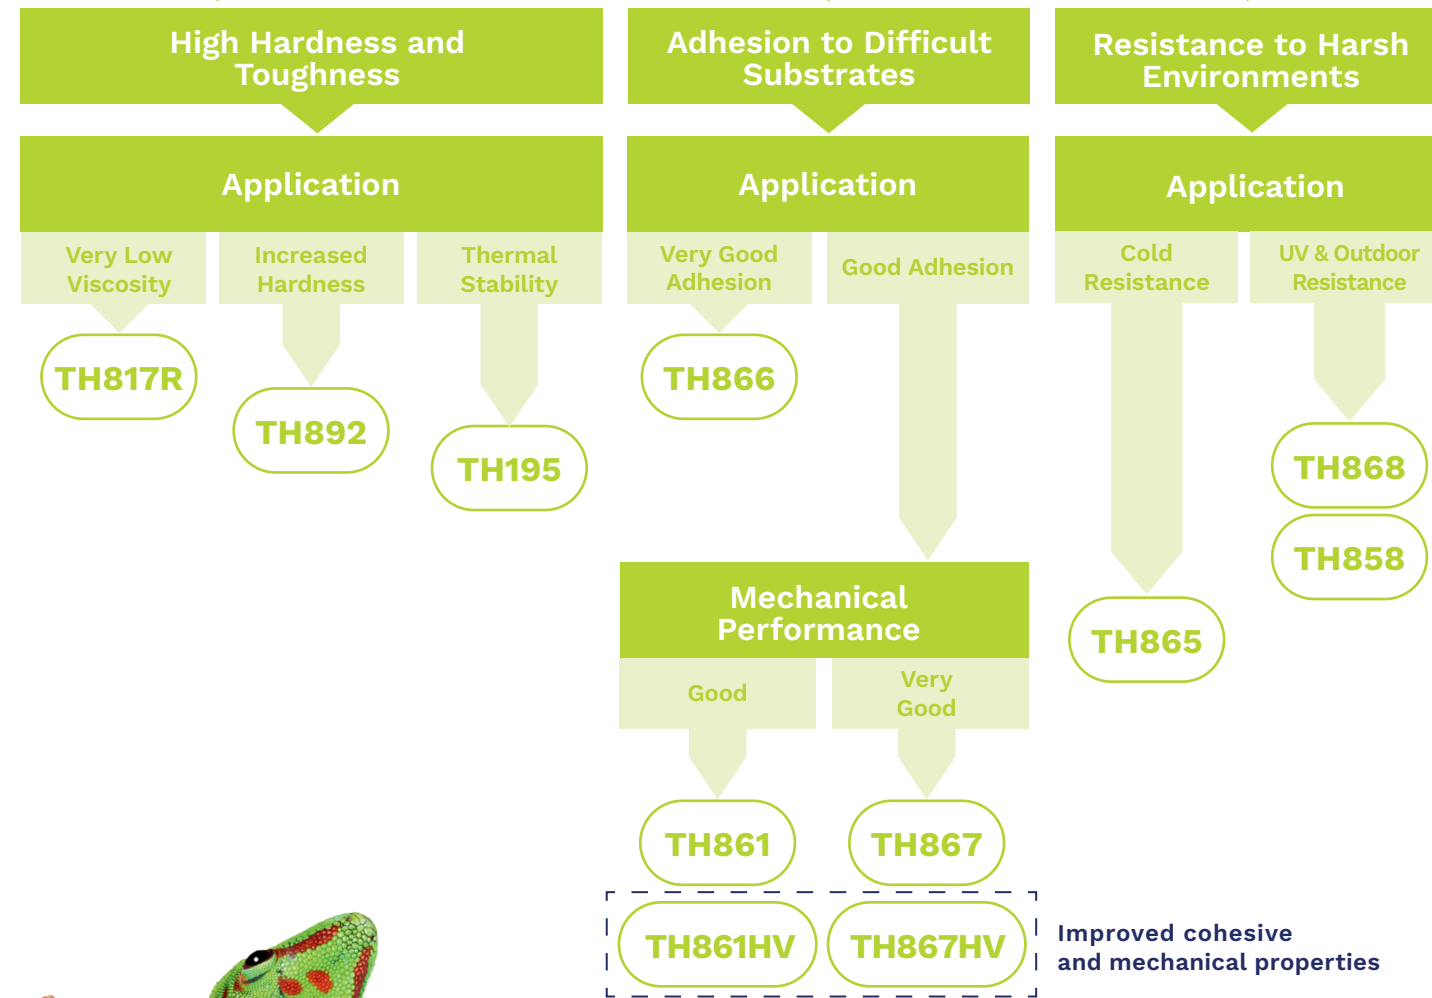 High Hardness and
Toughness
Application
Very Low
Viscosity
Increased
Hardness
Thermal
Stability
TH817R
TH892
TH195
Adhesion to Difficult
Substrates
Application
Very Good
Adhesion
Good Adhesion
TH866
Mechanical
Performance
Good
Very
Good
TH861
TH867
TH861HV
TH867HV
Improved cohesive
and mechanical properties
Resistance to Harsh
Environments
Application
Cold
Resistance
UV & Outdoor
Resistance
TH868
TH858
TH865